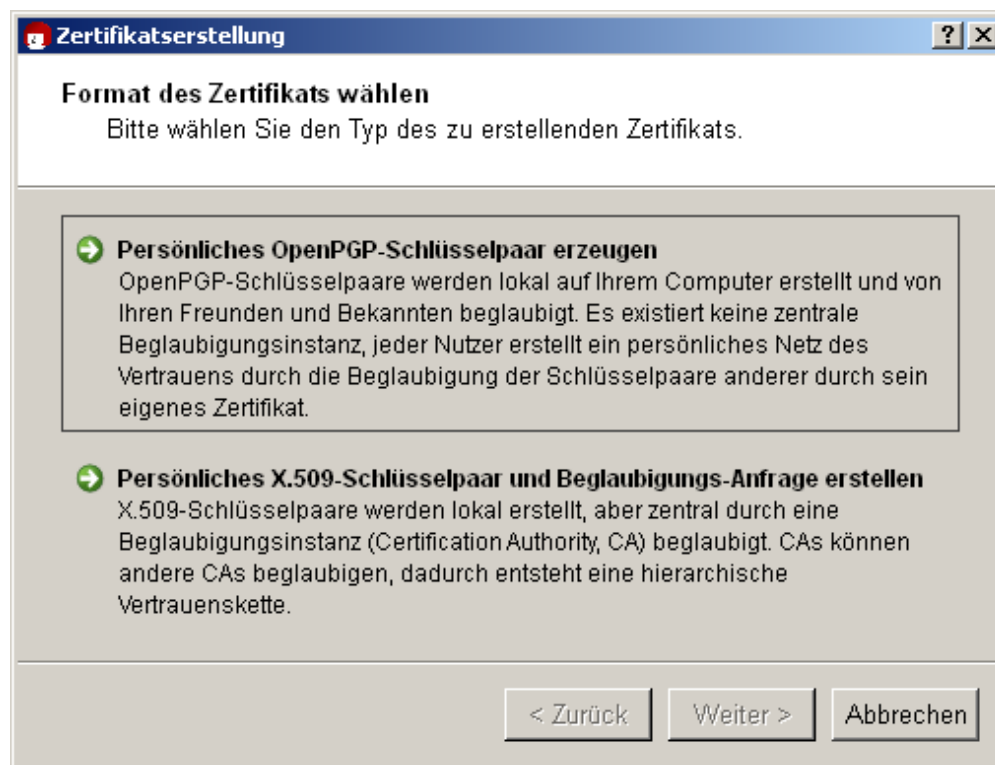 Zertifikatserstellung
Format des Zertifikats wählen
Bitte wählen Sie den Typ des zu erstellenden Zertifikats.
Persönliches OpenPGP-Schlüsselpaar erzeugen
OpenPGP-Schlüsselpaare werden lokal auf Ihrem Computer erstellt und von
Ihren Freunden und Bekannten beglaubigt. Es existiert keine zentrale
Beglaubigungsinstanz, jeder Nutzer erstellt ein persönliches Netz des
Vertrauens durch die Beglaubigung der Schlüsselpaare anderer durch sein
eigenes Zertifikat.
Persönliches X.509-Schlüsselpaar und Beglaubigungs-Anfrage erstellen
X.509-Schlüsselpaare werden lokal erstellt, aber zentral durch eine
Beglaubigungsinstanz (Certification Authority, CA) beglaubigt. CAs können
andere CAs beglaubigen, dadurch entsteht eine hierarchische
Vertrauenskette.
< Zurück Weiter > Abbrechen